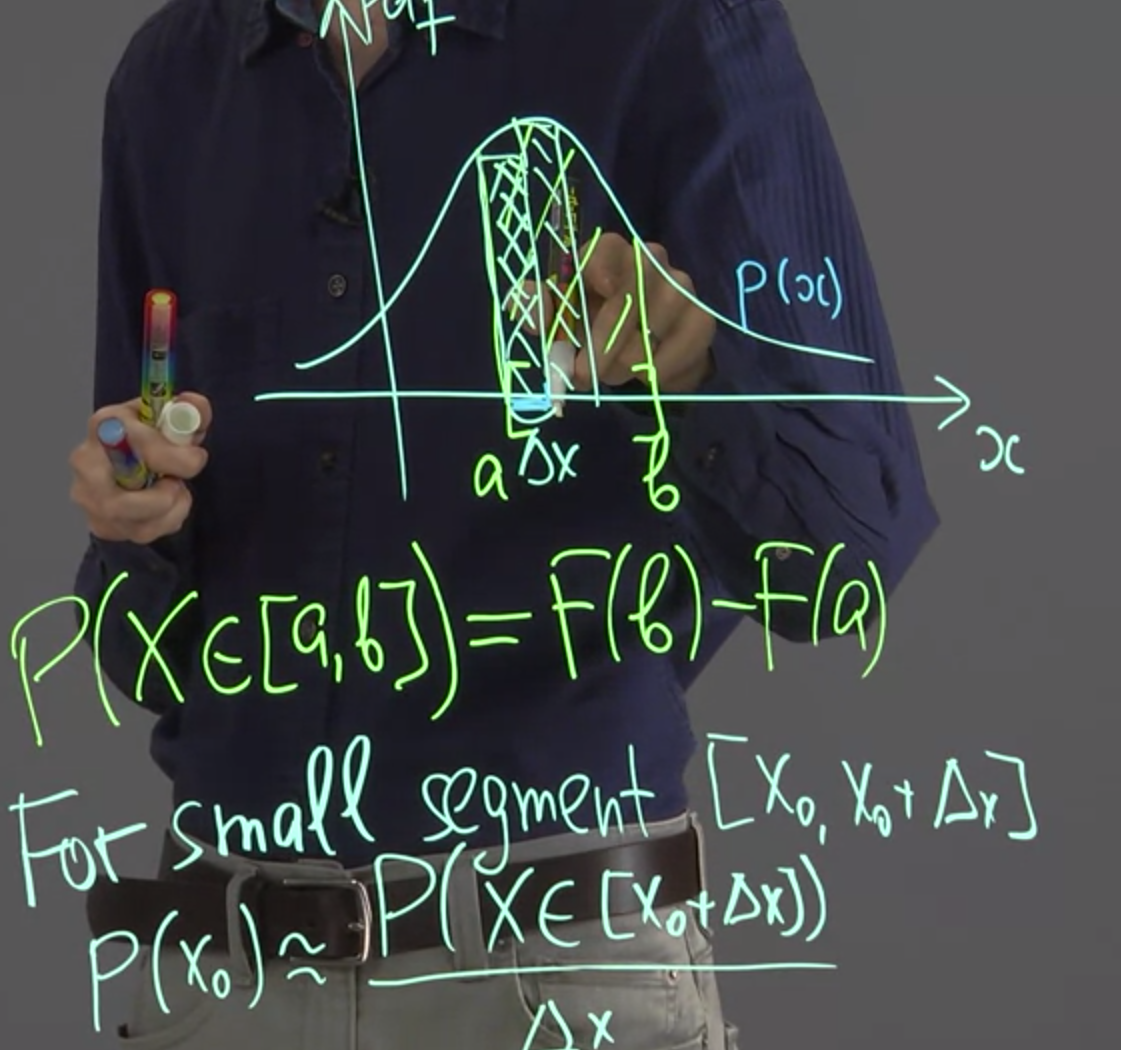 pdf
p(x)
x
a Δx b
P(X∈[a,b])=F(b)-F(a)
For small segment [x₀, x₀+Δx]
p(x₀)≈P(X∈[x₀+Δx])
Δx